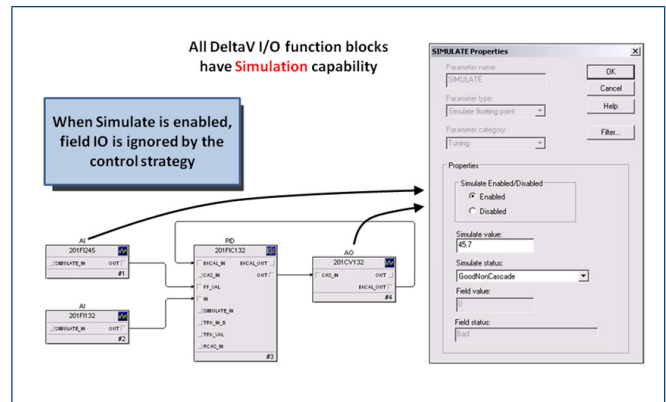 All DeltaV I/O function blocks
have Simulation capability
When Simulate is enabled,
field IO is ignored by the
control strategy
SIMULATE Properties
Parameter name:
SIMULATE
OK
Parameter type:
Simulate floating point
Cancel
Help
Parameter category:
Tuning
Filter...
Properties
Simulate Enabled/Disabled
Enabled
Disabled
Simulate value:
45.7
Simulate status:
GoodNonCascade
Field value:
0
Field status:
Bad
AI
201FI245
SIMULATE_IN
OUT
#1
AI
201FI132
SIMULATE_IN
OUT
#2
PID
201FIC132
BKCAL_IN
BKCAL_OUT
CAS_IN
OUT
FF_VAL
IN
SIMULATE_IN
TRK_IN_D
TRK_VAL
RCAS_IN
#3
AO
201CV132
CAS_IN
OUT
BKCAL_OUT
#4